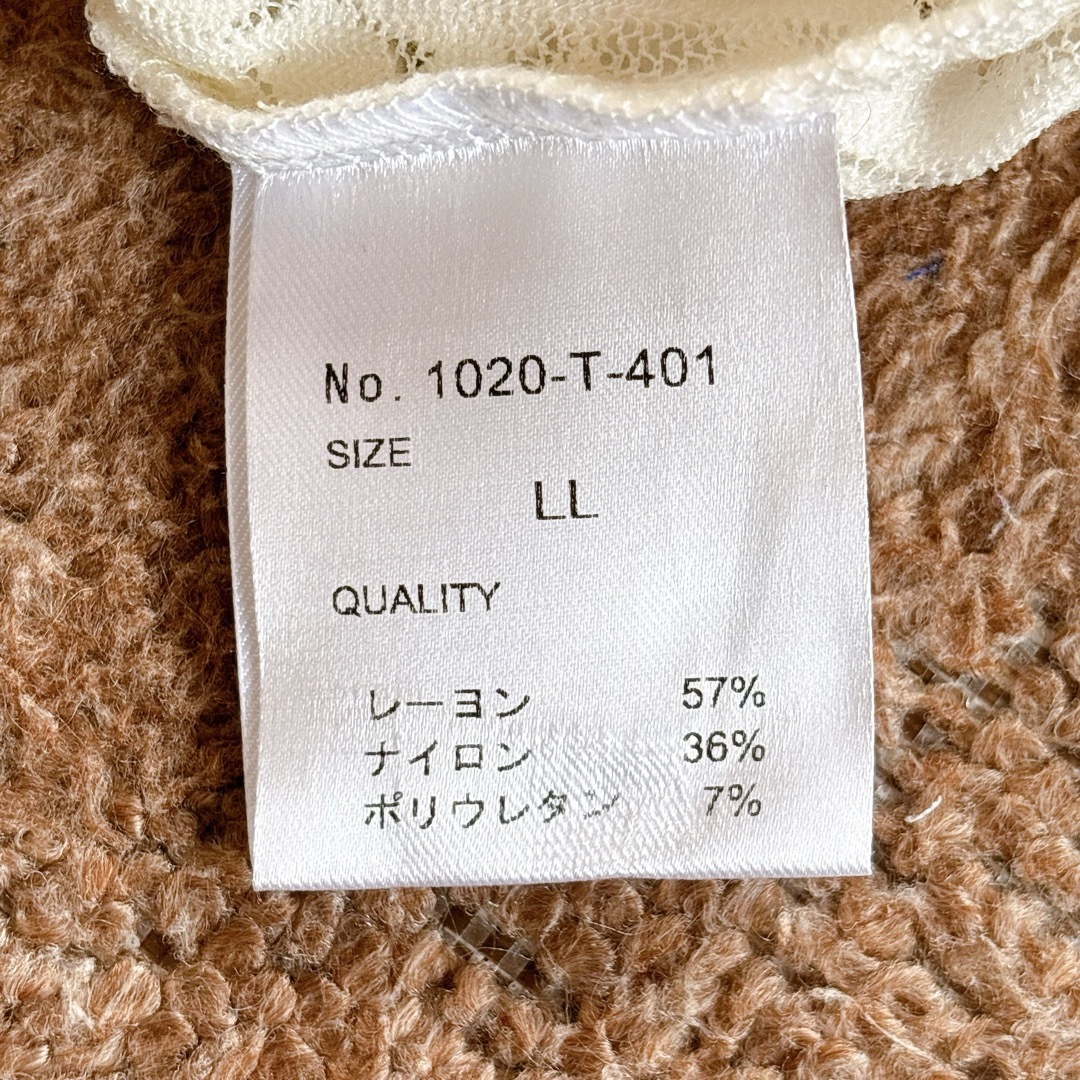 No. 1020-T-401
SIZE
LL
QUALITY
レーヨン 57%
ナイロン 36%
ポリウレタン 7%